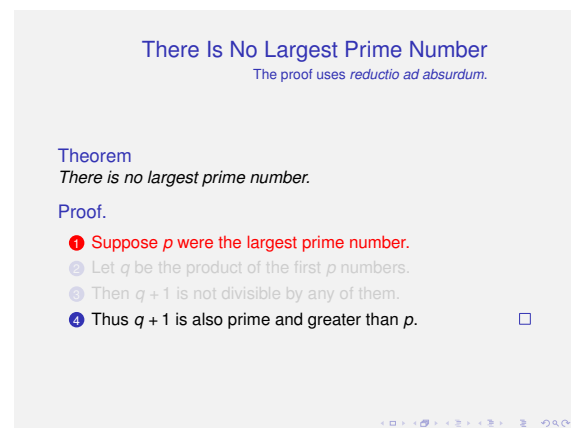 There Is No Largest Prime Number
The proof uses reductio ad absurdum.
Theorem
There is no largest prime number.
Proof.
1 Suppose p were the largest prime number.
2 Let q be the product of the first p numbers.
3 Then q + 1 is not divisible by any of them.
4 Thus q + 1 is also prime and greater than p.